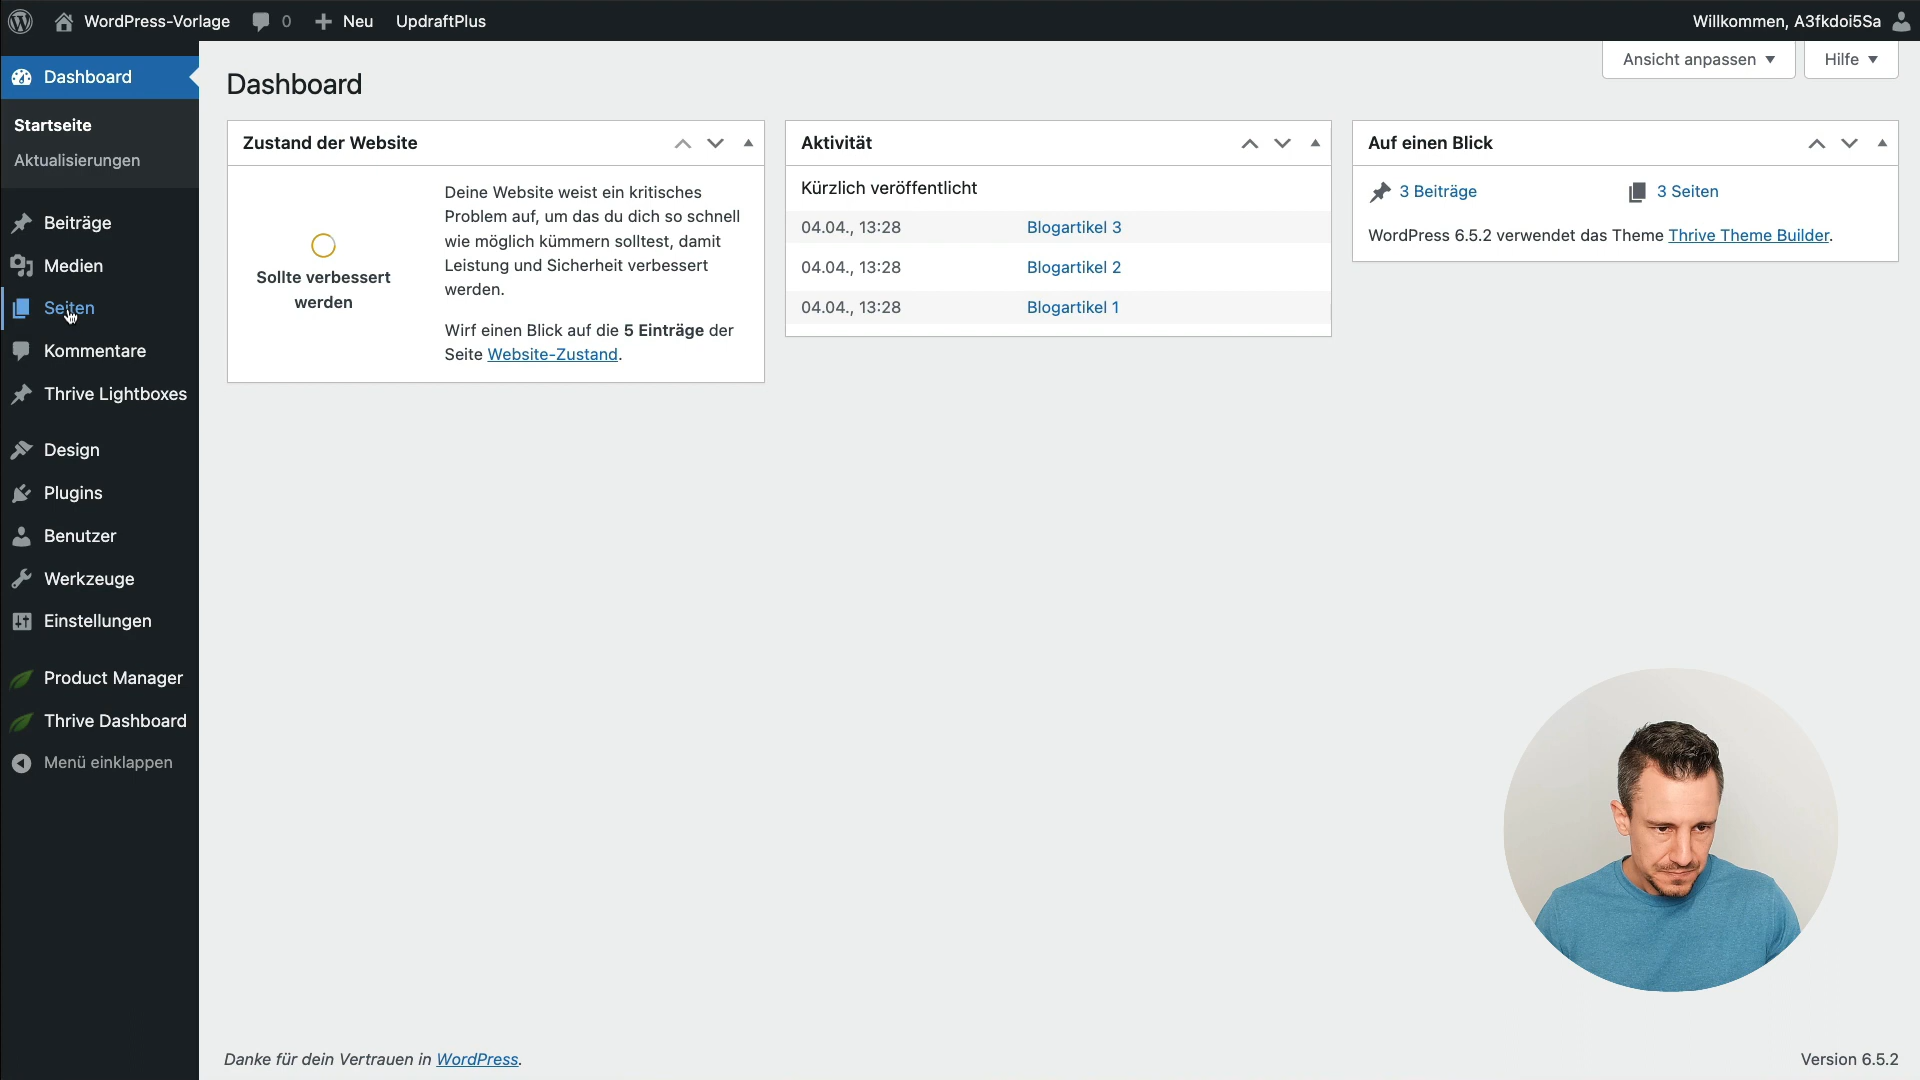 WordPress-Vorlage 0 Neu UpdraftPlus Willkommen, A3fkdoi5Sa
Ansicht anpassen Hilfe
Dashboard
Startseite
Aktualisierungen
Beiträge
Medien
Seiten
Kommentare
Thrive Lightboxes
Design
Plugins
Benutzer
Werkzeuge
Einstellungen
Product Manager
Thrive Dashboard
Menü einklappen
Dashboard
Zustand der Website
Sollte verbessert
werden
Deine Website weist ein kritisches
Problem auf, um das du dich so schnell
wie möglich kümmern solltest, damit
Leistung und Sicherheit verbessert
werden.
Wirf einen Blick auf die 5 Einträge der
Seite Website-Zustand.
Aktivität
Kürzlich veröffentlicht
04.04., 13:28 Blogartikel 3
04.04., 13:28 Blogartikel 2
04.04., 13:28 Blogartikel 1
Auf einen Blick
3 Beiträge 3 Seiten
WordPress 6.5.2 verwendet das Theme Thrive Theme Builder.
Danke für dein Vertrauen in WordPress.
Version 6.5.2